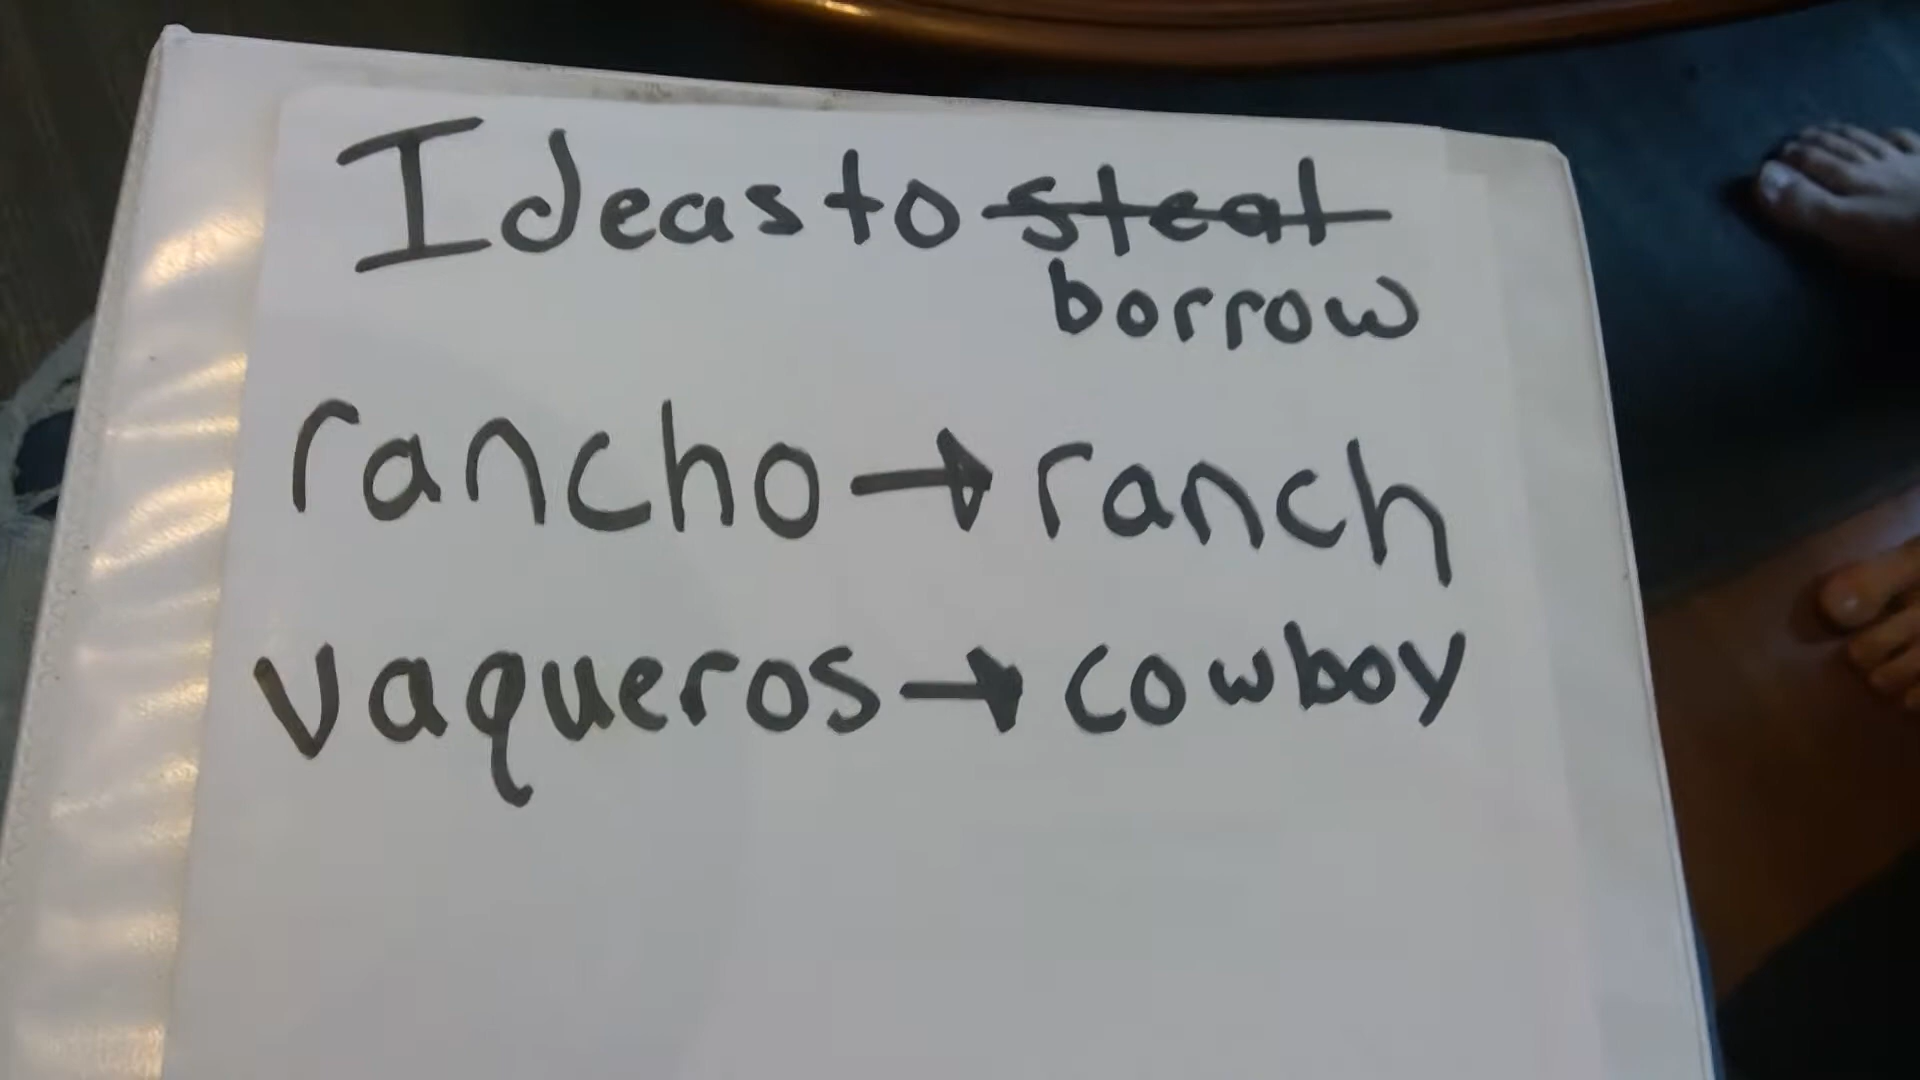 Ideas to steal
borrow
rancho → ranch
vaqueros → cowboy